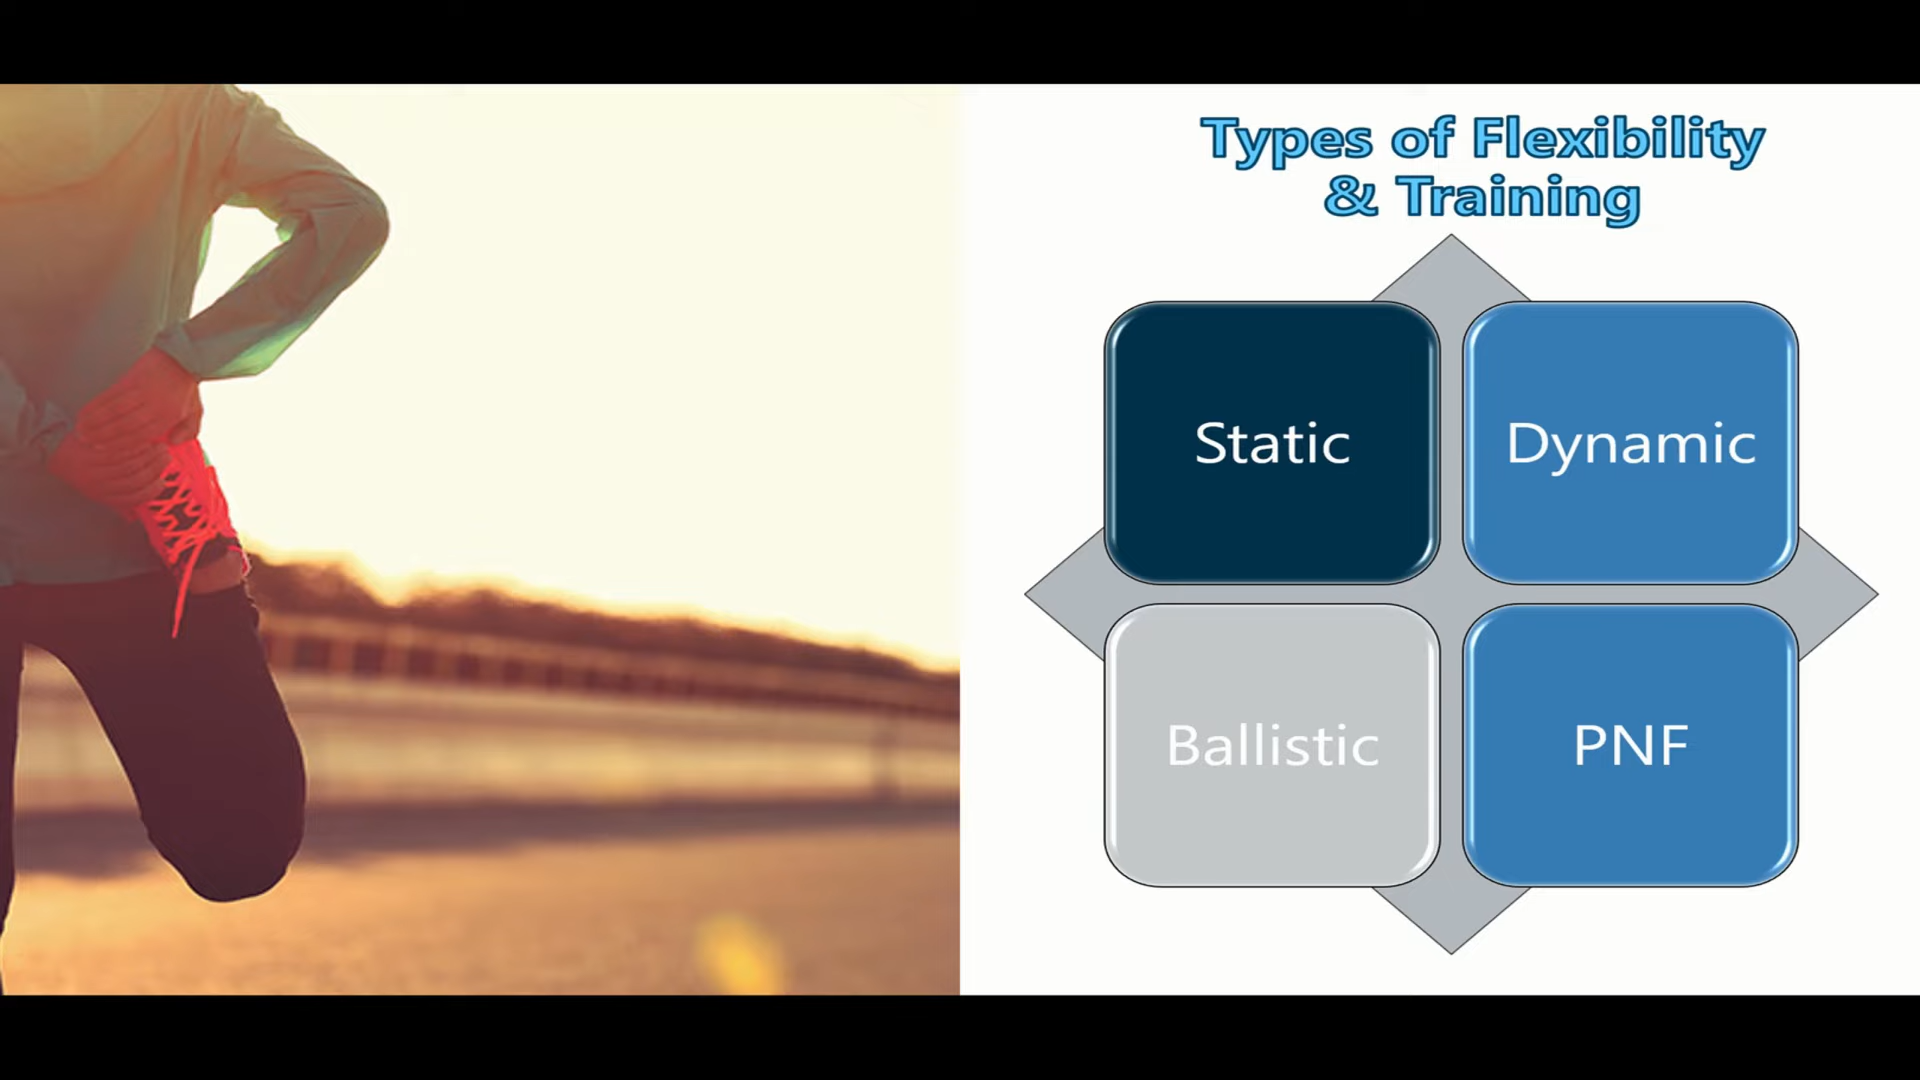 Types of Flexibility
& Training
Static
Dynamic
Ballistic
PNF